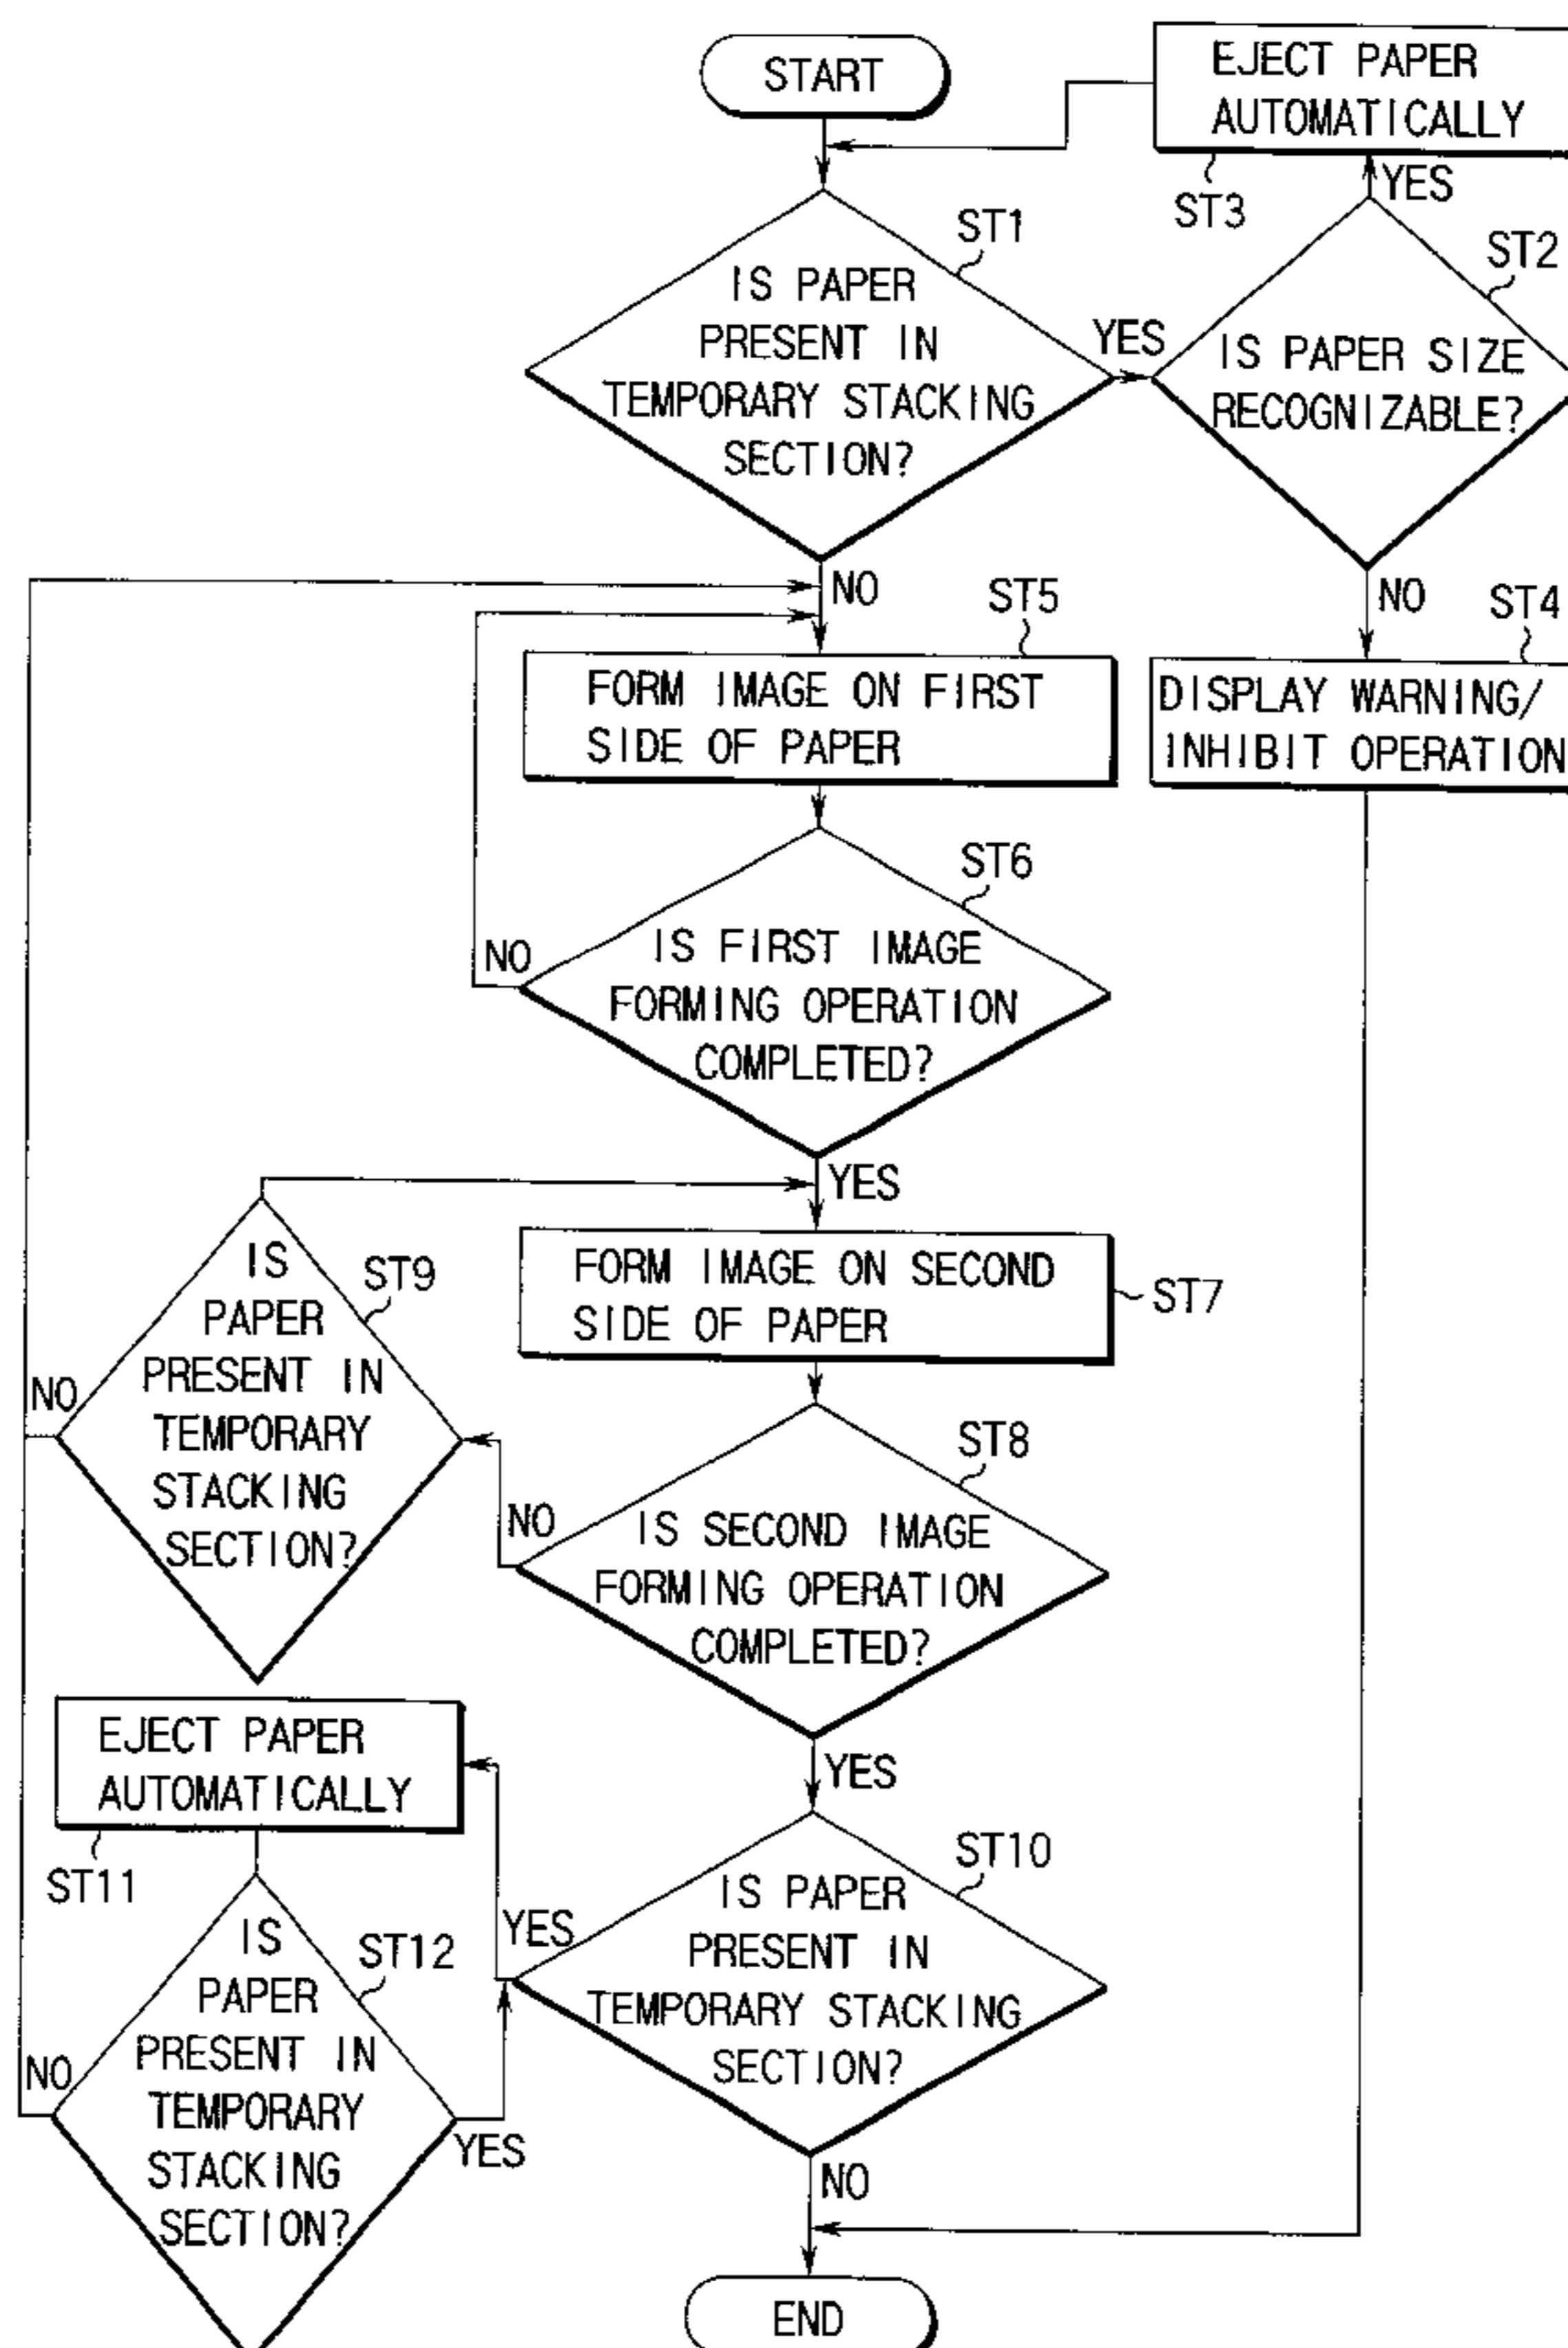 START
EJECT PAPER
AUTOMATICALLY
ST3
YES
ST1
IS PAPER
PRESENT IN
TEMPORARY STACKING
SECTION?
YES
ST2
IS PAPER SIZE
RECOGNIZABLE?
NO
NO
ST5
FORM IMAGE ON FIRST
SIDE OF PAPER
ST4
DISPLAY WARNING/
INHIBIT OPERATION
ST6
IS FIRST IMAGE
FORMING OPERATION
COMPLETED?
NO
YES
FORM IMAGE ON SECOND
SIDE OF PAPER
ST7
ST9
IS
PAPER
PRESENT IN
TEMPORARY
STACKING
SECTION?
NO
ST8
IS SECOND IMAGE
FORMING OPERATION
COMPLETED?
NO
YES
EJECT PAPER
AUTOMATICALLY
ST11
ST10
IS PAPER
PRESENT IN
TEMPORARY STACKING
SECTION?
YES
ST12
IS
PAPER
PRESENT IN
TEMPORARY
STACKING
SECTION?
NO
YES
NO
END